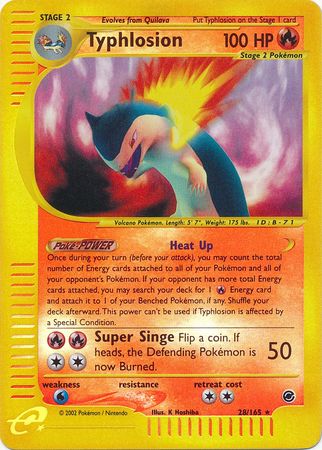 STAGE 2 Evolves from Quilava Put Typhlosion on the Stage 1 card
Typhlosion 100 HP
Stage 2 Pokémon
Volcano Pokémon. Length: 5' 7", Weight: 175 lbs. ID:B-71
Poké-POWER Heat Up
Once during your turn (before your attack), you may count the total
number of Energy cards attached to all of your Pokémon and all of
your opponent's Pokémon. If your opponent has more total Energy
cards attached, you may search your deck for 1 Energy card
and attach it to 1 of your Benched Pokémon, if any. Shuffle your
deck afterward. This power can't be used if Typhlosion is affected by
a Special Condition.
Super Singe Flip a coin. If
heads, the Defending Pokémon is
now Burned.
50
weakness resistance retreat cost
e © 2002 Pokémon / Nintendo Illus. K Hoshiba 28/165